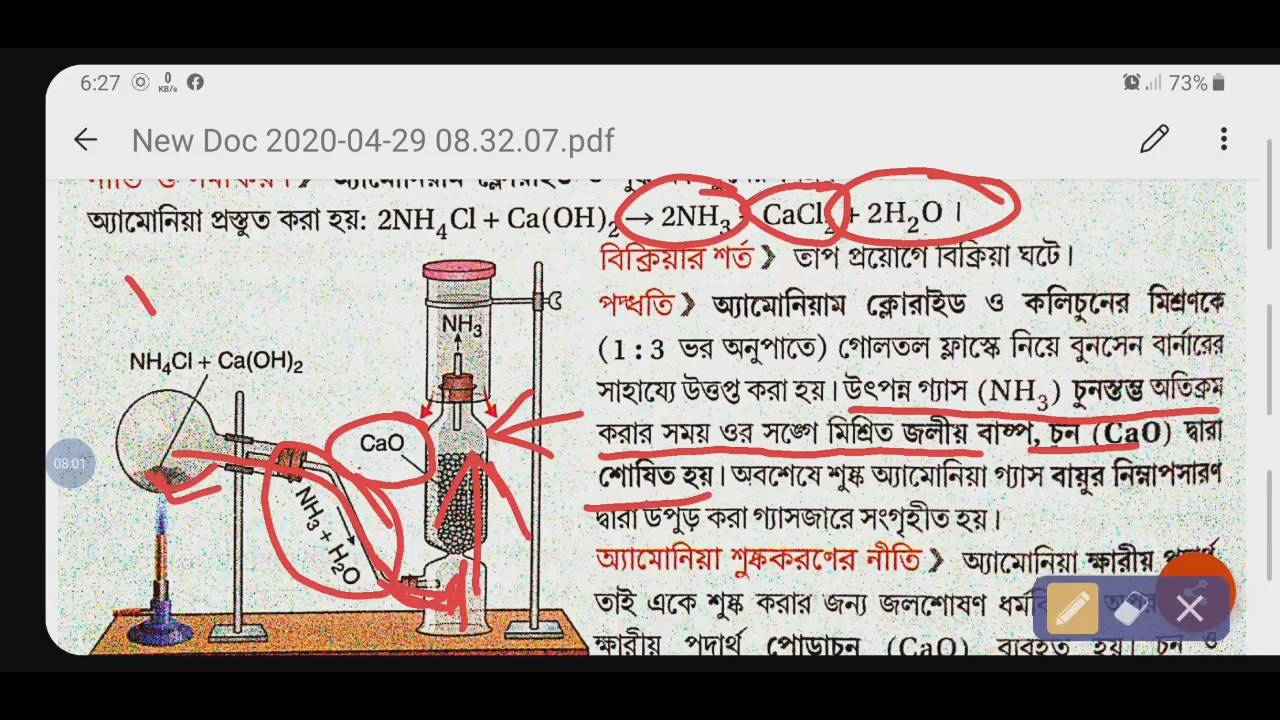 6:27 0 KB/s 73%
New Doc 2020-04-29 08.32.07.pdf
অ্যামোনিয়া প্রস্তুত করা হয়: 2NH₄Cl + Ca(OH)₂ → 2NH₃ + CaCl₂ + 2H₂O ।
বিক্রিয়ার শর্ত》 তাপ প্রয়োগে বিক্রিয়া ঘটে।
পদ্ধতি》 অ্যামোনিয়াম ক্লোরাইড ও কলিচুনের মিশ্রণকে
(1 : 3 ভর অনুপাতে) গোলতল ফ্লাস্কে নিয়ে বুনসেন বার্নারের
সাহায্যে উত্তপ্ত করা হয়। উৎপন্ন গ্যাস (NH₃) চুনস্তম্ভ অতিক্রম
করার সময় ওর সঙ্গে মিশ্রিত জলীয় বাষ্প, চুন (CaO) দ্বারা
শোষিত হয়। অবশেষে শুষ্ক অ্যামোনিয়া গ্যাস বায়ুর নিম্নাপসারণ
দ্বারা উপুড় করা গ্যাসজারে সংগৃহীত হয়।
অ্যামোনিয়া শুষ্ককরণের নীতি》 অ্যামোনিয়া ক্ষারীয়
তাই একে শুষ্ক করার জন্য জলশোষণ
ক্ষারীয় পদার্থ পোড়াচুন (CaO) ব্যবহৃত হয়। চুন ও
NH₃
NH₄Cl + Ca(OH)₂
CaO
NH₃ + H₂O
08:01